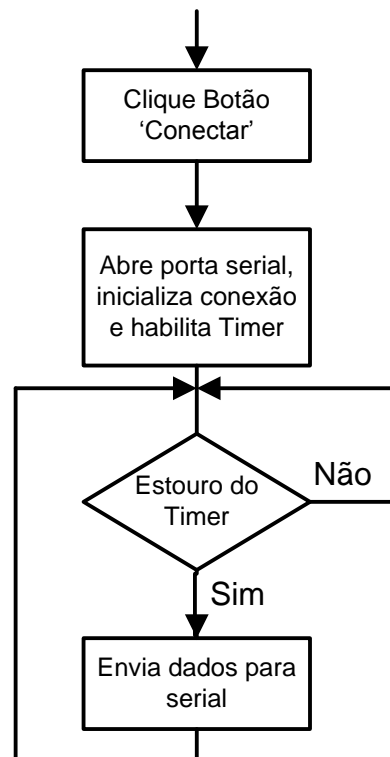 Clique Botão
‘Conectar’
Abre porta serial,
inicializa conexão
e habilita Timer
Estouro do
Timer
Não
Sim
Envia dados para
serial